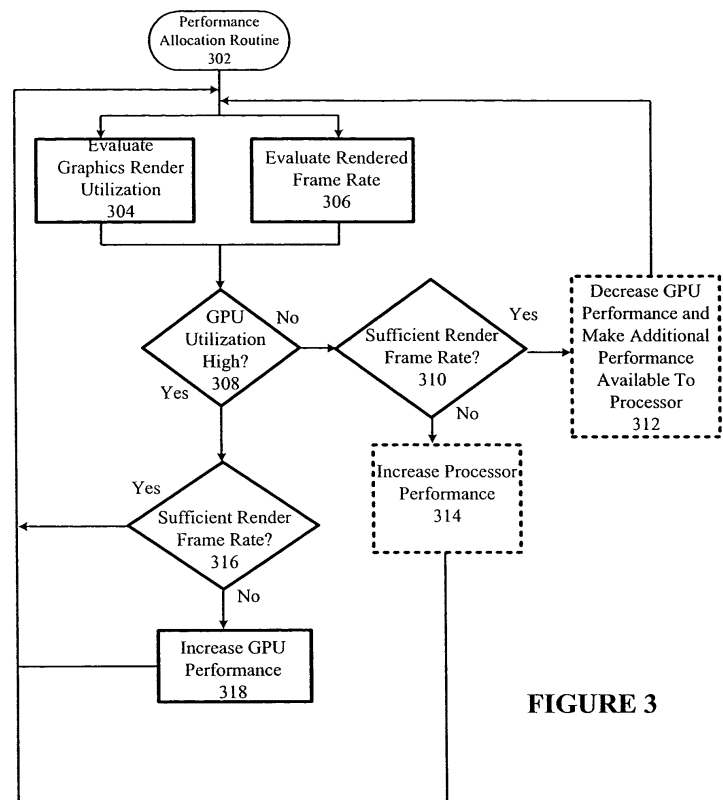 Performance
Allocation Routine
302
Evaluate
Graphics Render
Utilization
304
Evaluate Rendered
Frame Rate
306
GPU
Utilization
High?
308
No
Yes
Sufficient Render
Frame Rate?
310
Yes
No
Decrease GPU
Performance and
Make Additional
Performance
Available To
Processor
312
Increase Processor
Performance
314
Yes
Sufficient Render
Frame Rate?
316
No
Increase GPU
Performance
318
FIGURE 3